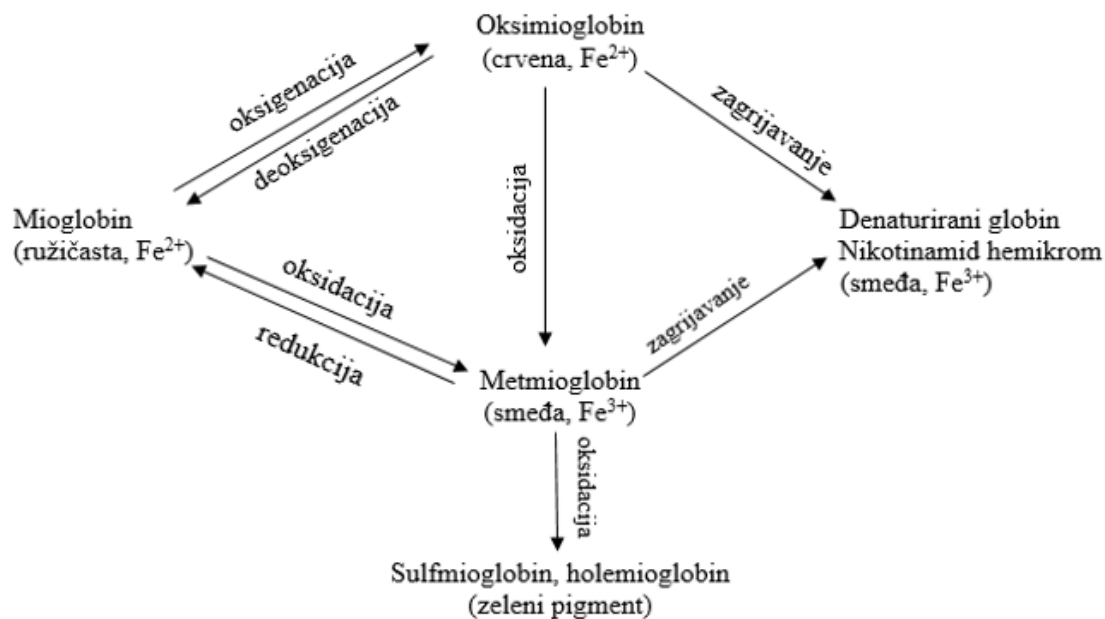 Oksimioglobin
(crvena, Fe²⁺)
oksigenacija
deoksigenacija
zagrijavanje
oksidacija
Mioglobin
(ružičasta, Fe²⁺)
Denaturirani globin
Nikotinamid hemikrom
(smeđa, Fe³⁺)
oksidacija
redukcija
zagrijavanje
Metmioglobin
(smeđa, Fe³⁺)
oksidacija
Sulfmioglobin, holemioglobin
(zeleni pigment)